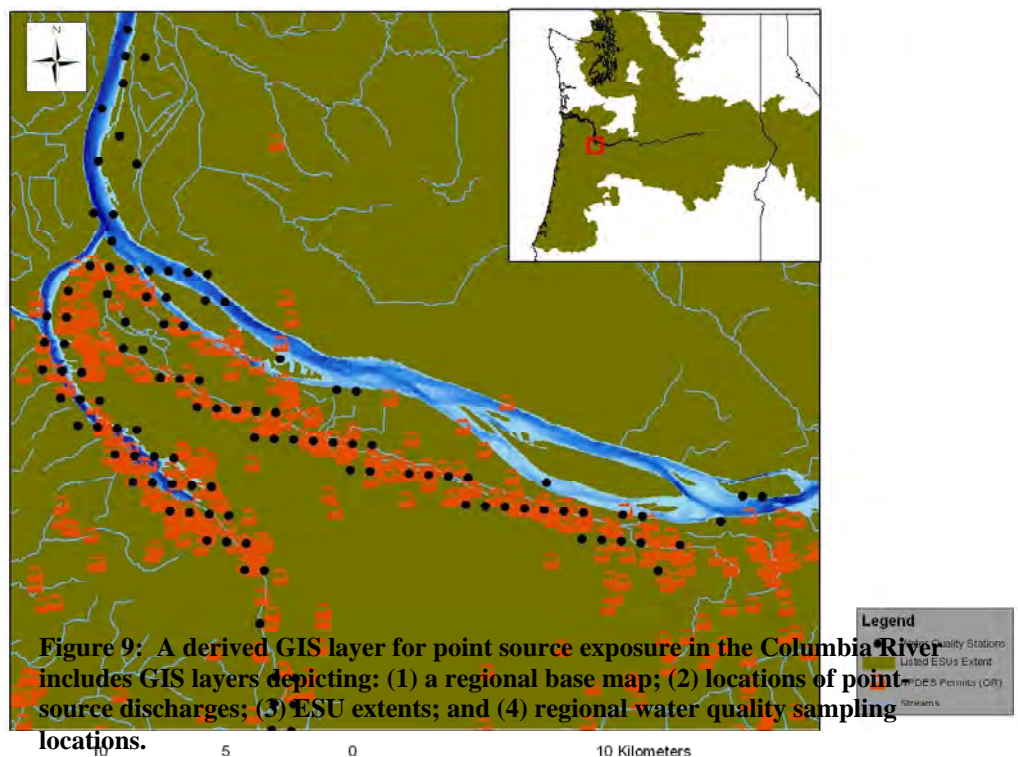 N
Legend
Water Quality Stations
Listed ESUs Extent
NPDES Permits (OR)
Streams
Figure 9: A derived GIS layer for point source exposure in the Columbia River
includes GIS layers depicting: (1) a regional base map; (2) locations of point-
source discharges; (3) ESU extents; and (4) regional water quality sampling
locations.
10 5 0 10 Kilometers